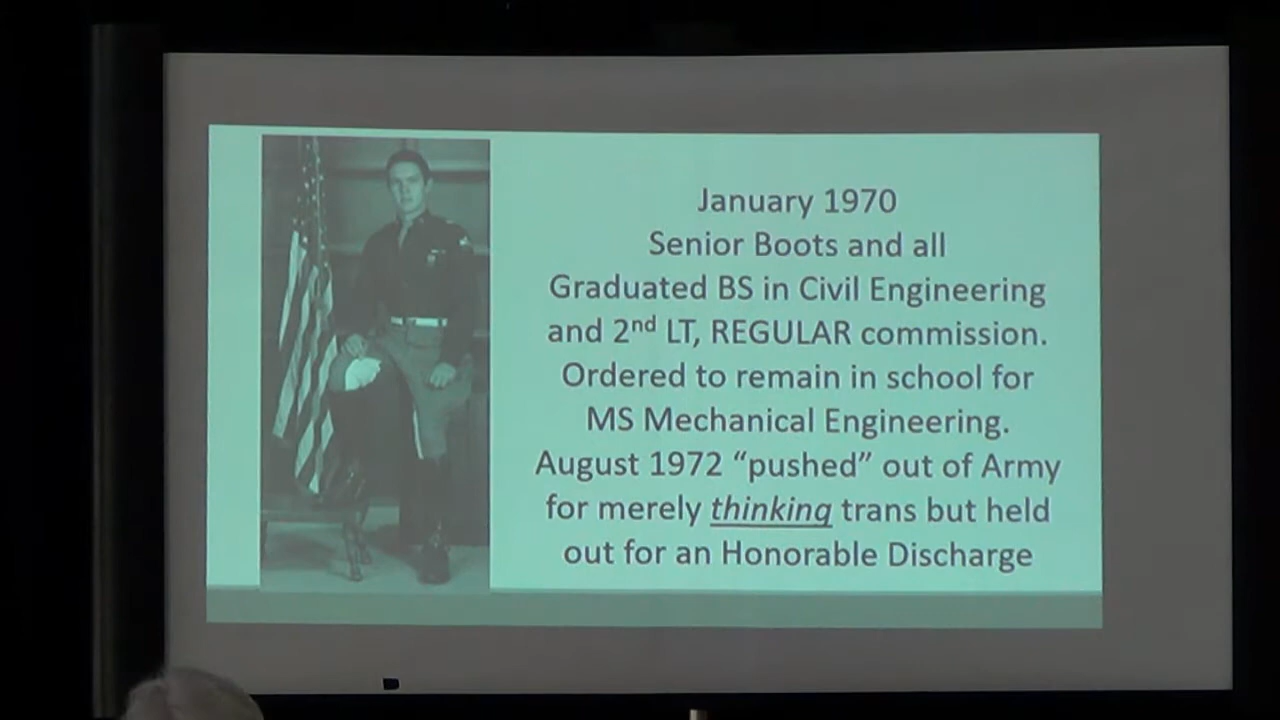 January 1970
Senior Boots and all
Graduated BS in Civil Engineering
and 2nd LT, REGULAR commission.
Ordered to remain in school for
MS Mechanical Engineering.
August 1972 “pushed” out of Army
for merely thinking trans but held
out for an Honorable Discharge